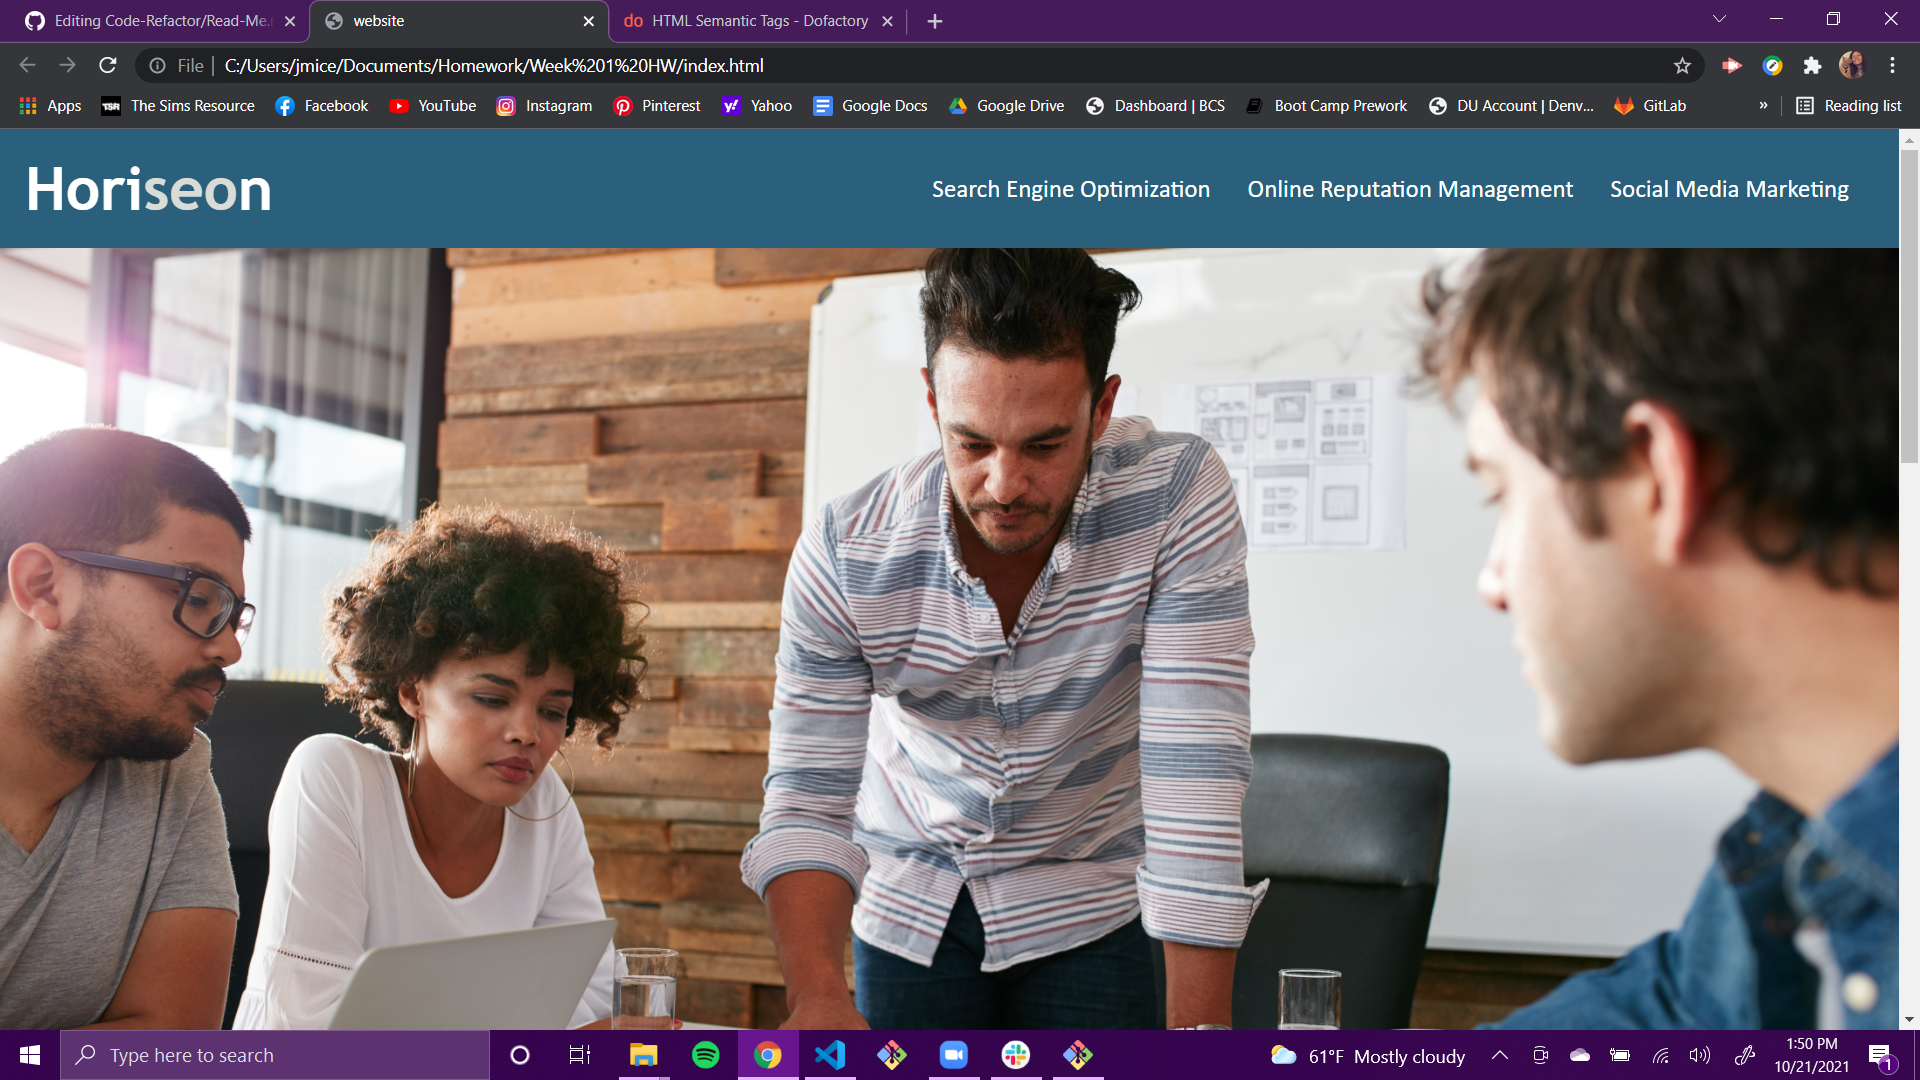 Editing Code-Refactor/Read-Me.r
website
do HTML Semantic Tags - Dofactory
File
C:/Users/jmice/Documents/Homework/Week%201%20HW/index.html
Apps
TSR The Sims Resource
Facebook
YouTube
Instagram
Pinterest
y! Yahoo
Google Docs
Google Drive
Dashboard | BCS
Boot Camp Prework
DU Account | Denv...
GitLab
»
Reading list
Horiseon
Search Engine Optimization
Online Reputation Management
Social Media Marketing
Type here to search
61°F Mostly cloudy
1:50 PM
10/21/2021
1